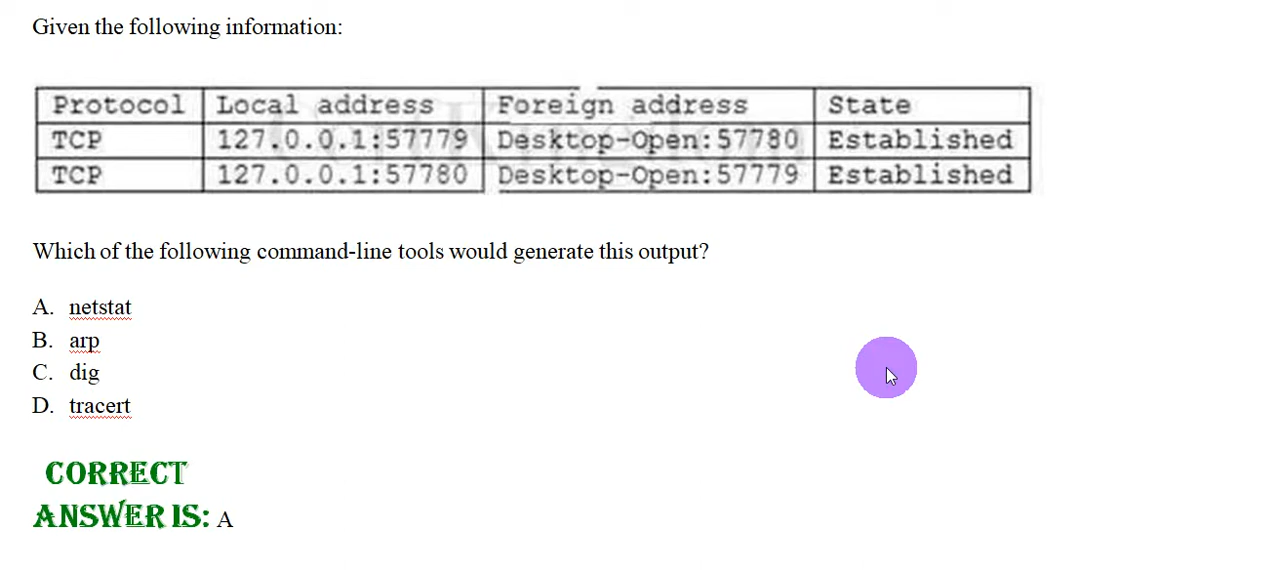 Given the following information:
Protocol Local address Foreign address State
TCP 127.0.0.1:57779 Desktop-Open:57780 Established
TCP 127.0.0.1:57780 Desktop-Open:57779 Established
Which of the following command-line tools would generate this output?
A. netstat
B. arp
C. dig
D. tracert
CORRECT
ANSWER IS: A